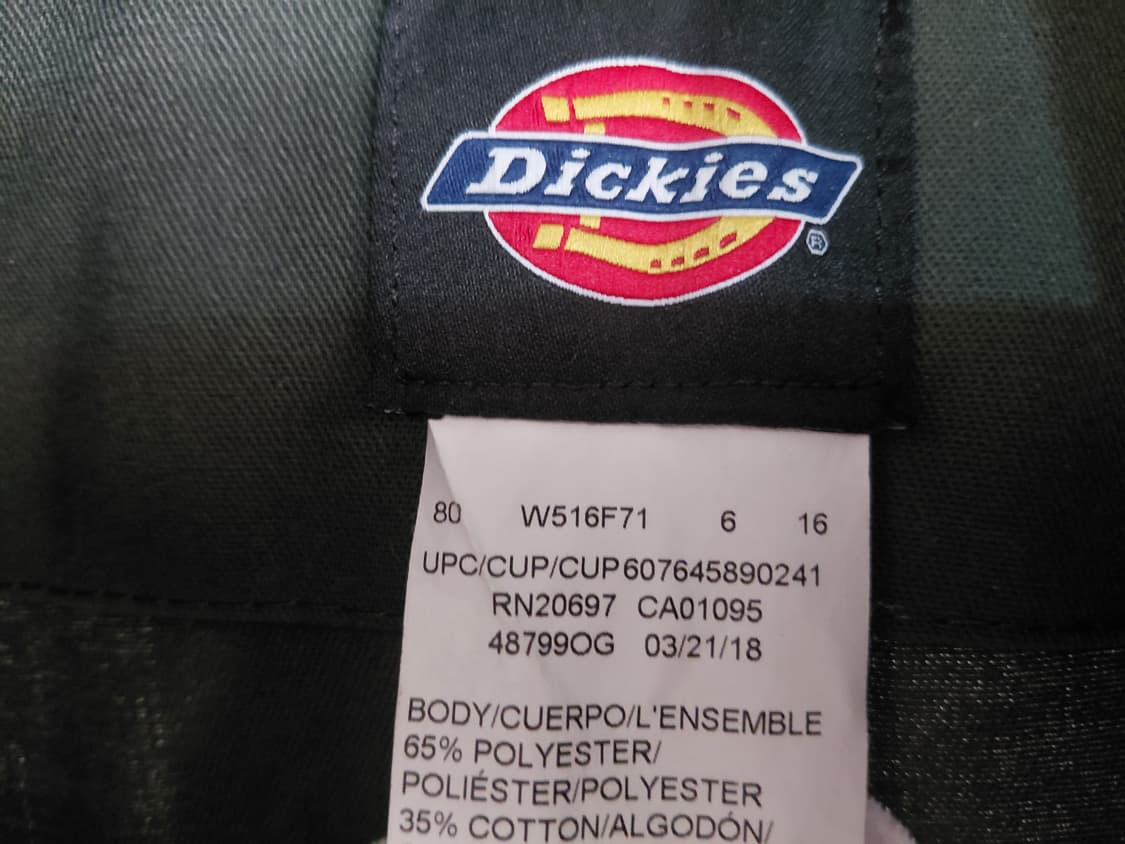 Dickies
®
80 W516F71 6 16
UPC/CUP/CUP607645890241
RN20697 CA01095
48799OG 03/21/18
BODY/CUERPO/L'ENSEMBLE
65% POLYESTER/
POLIÉSTER/POLYESTER
35% COTTON/ALGODÓN/